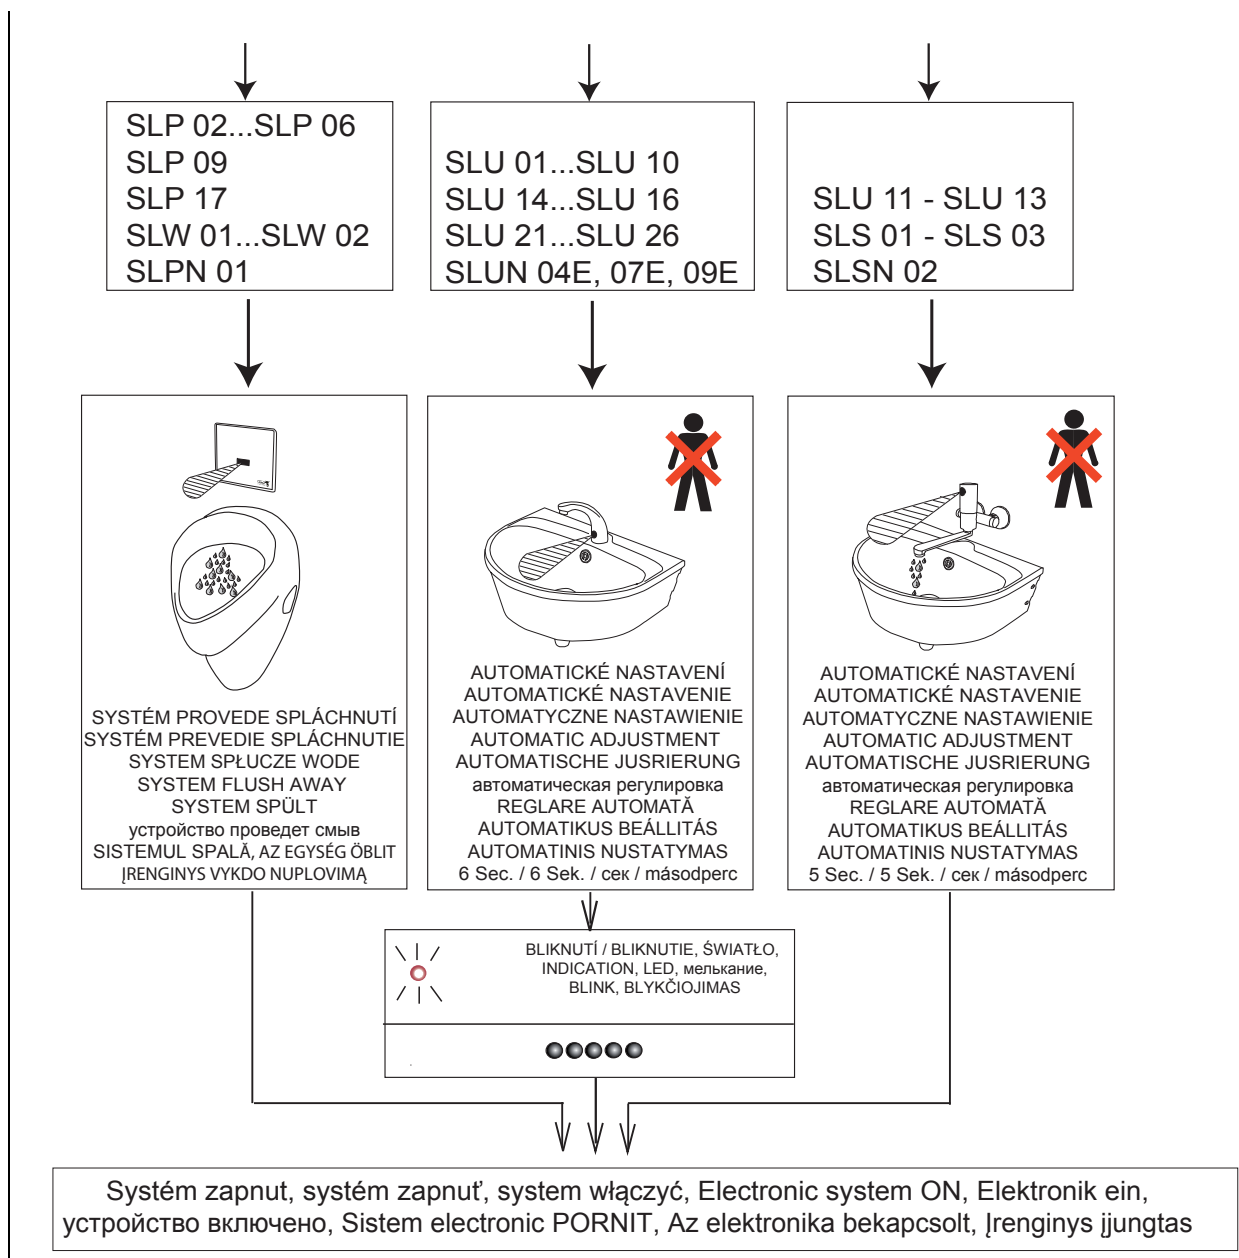 SLP 02...SLP 06
SLP 09
SLP 17
SLW 01...SLW 02
SLPN 01
SLU 01...SLU 10
SLU 14...SLU 16
SLU 21...SLU 26
SLUN 04E, 07E, 09E
SLU 11 - SLU 13
SLS 01 - SLS 03
SLSN 02
SYSTÉM PROVEDE SPLÁCHNUTÍ
SYSTÉM PREVEDIE SPLÁCHNUTIE
SYSTEM SPŁUCZE WODE
SYSTEM FLUSH AWAY
SYSTEM SPÜLT
устройство проведет смыв
SISTEMUL SPALĂ, AZ EGYSÉG ÖBLIT
ĮRENGINYS VYKDO NUPLOVIMĄ
AUTOMATICKÉ NASTAVENÍ
AUTOMATICKÉ NASTAVENIE
AUTOMATYCZNE NASTAWIENIE
AUTOMATIC ADJUSTMENT
AUTOMATISCHE JUSRIERUNG
автоматическая регулировка
REGLARE AUTOMATĂ
AUTOMATIKUS BEÁLLITÁS
AUTOMATINIS NUSTATYMAS
6 Sec. / 6 Sek. / сек / másodperc
AUTOMATICKÉ NASTAVENÍ
AUTOMATICKÉ NASTAVENIE
AUTOMATYCZNE NASTAWIENIE
AUTOMATIC ADJUSTMENT
AUTOMATISCHE JUSRIERUNG
автоматическая регулировка
REGLARE AUTOMATĂ
AUTOMATIKUS BEÁLLITÁS
AUTOMATINIS NUSTATYMAS
5 Sec. / 5 Sek. / сек / másodperc
BLIKNUTÍ / BLIKNUTIE, ŚWIATŁO,
INDICATION, LED, мелькание,
BLINK, BLYKČIOJIMAS
Systém zapnut, systém zapnuť, system włączyć, Electronic system ON, Elektronik ein,
устройство включено, Sistem electronic PORNIT, Az elektronika bekapcsolt, Įrenginys įjungtas